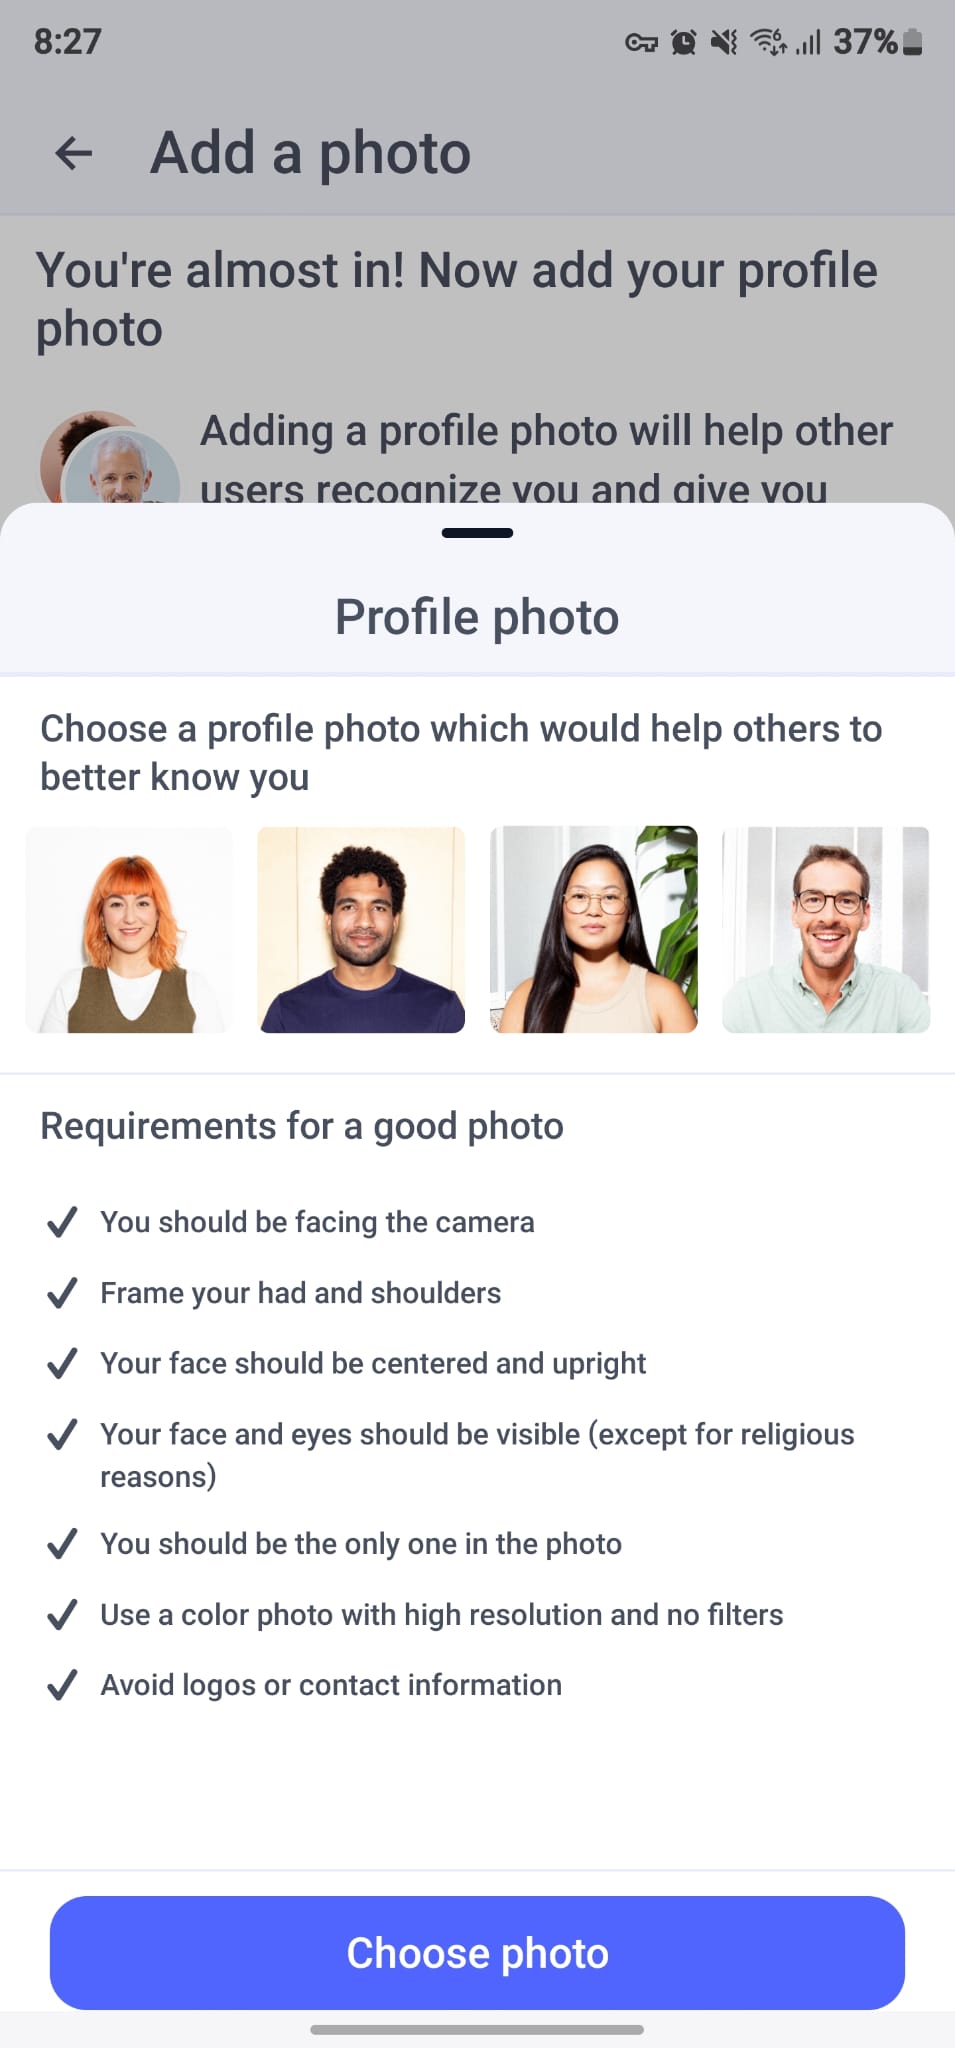 8:27
37%
Add a photo
You're almost in! Now add your profile
photo
Adding a profile photo will help other
users recognize you and give you
Profile photo
Choose a profile photo which would help others to
better know you
Requirements for a good photo
You should be facing the camera
Frame your had and shoulders
Your face should be centered and upright
Your face and eyes should be visible (except for religious
reasons)
You should be the only one in the photo
Use a color photo with high resolution and no filters
Avoid logos or contact information
Choose photo